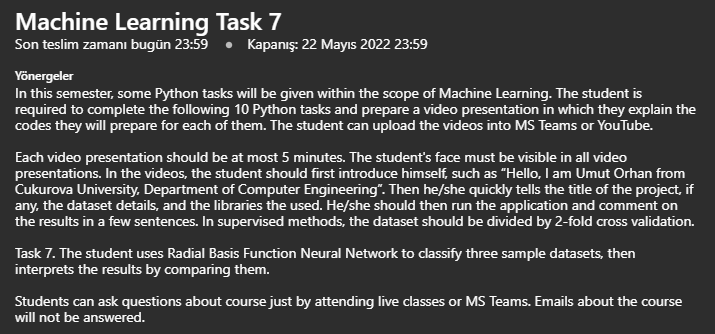 Machine Learning Task 7
Son teslim zamanı bugün 23:59 • Kapanış: 22 Mayıs 2022 23:59
Yönergeler
In this semester, some Python tasks will be given within the scope of Machine Learning. The student is
required to complete the following 10 Python tasks and prepare a video presentation in which they explain the
codes they will prepare for each of them. The student can upload the videos into MS Teams or YouTube.
Each video presentation should be at most 5 minutes. The student's face must be visible in all video
presentations. In the videos, the student should first introduce himself, such as “Hello, I am Umut Orhan from
Cukurova University, Department of Computer Engineering”. Then he/she quickly tells the title of the project, if
any, the dataset details, and the libraries the used. He/she should then run the application and comment on
the results in a few sentences. In supervised methods, the dataset should be divided by 2-fold cross validation.
Task 7. The student uses Radial Basis Function Neural Network to classify three sample datasets, then
interprets the results by comparing them.
Students can ask questions about course just by attending live classes or MS Teams. Emails about the course
will not be answered.